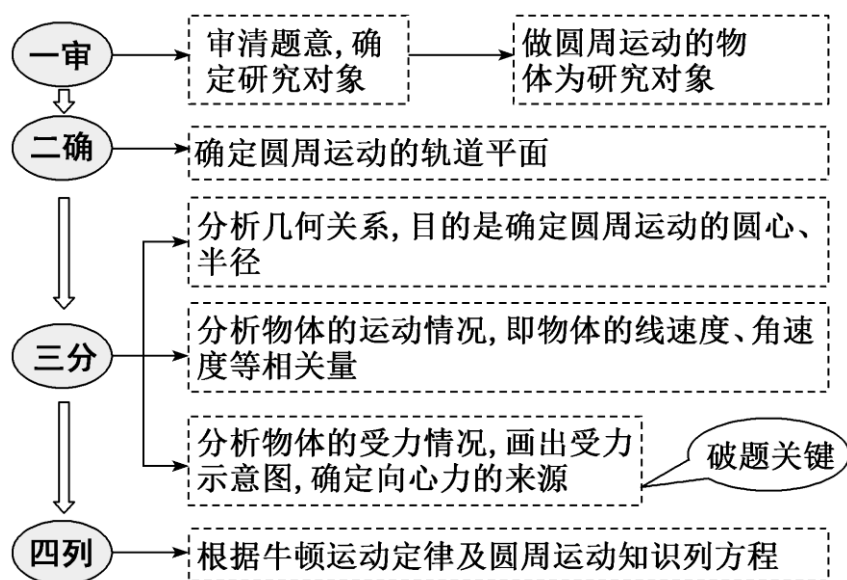 一审
审清题意,确
定研究对象
做圆周运动的物
体为研究对象
二确
确定圆周运动的轨道平面
三分
分析几何关系,目的是确定圆周运动的圆心、
半径
分析物体的运动情况,即物体的线速度、角速
度等相关量
分析物体的受力情况,画出受力
示意图,确定向心力的来源
破题关键
四列
根据牛顿运动定律及圆周运动知识列方程